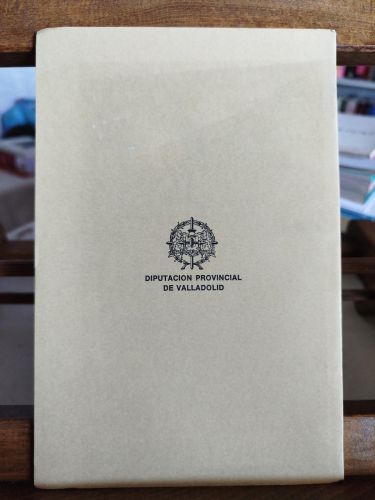 DIPUTACION PROVINCIAL
DE VALLADOLID